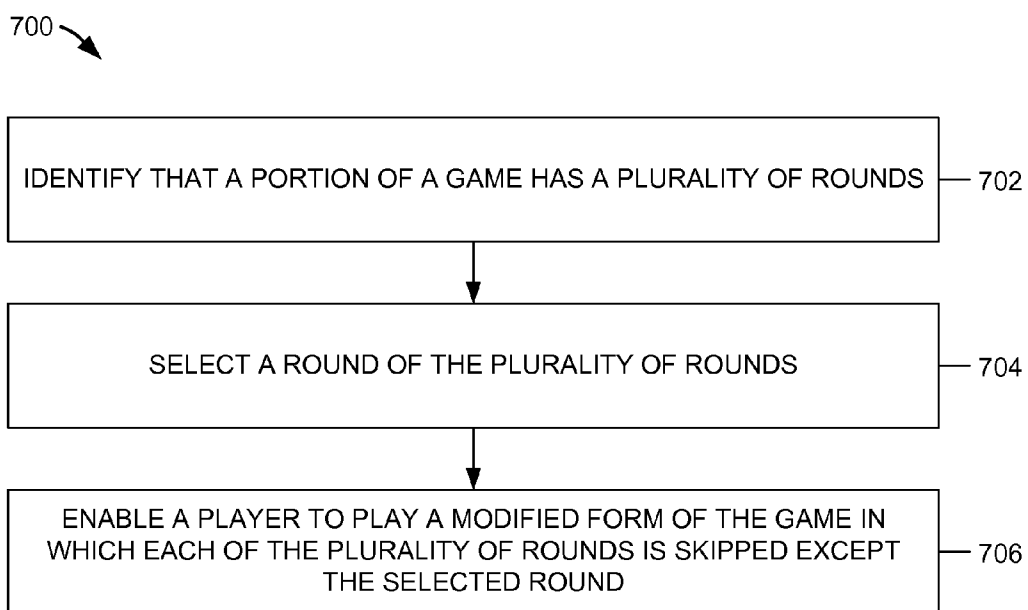 700
IDENTIFY THAT A PORTION OF A GAME HAS A PLURALITY OF ROUNDS
702
SELECT A ROUND OF THE PLURALITY OF ROUNDS
704
ENABLE A PLAYER TO PLAY A MODIFIED FORM OF THE GAME IN
WHICH EACH OF THE PLURALITY OF ROUNDS IS SKIPPED EXCEPT
THE SELECTED ROUND
706